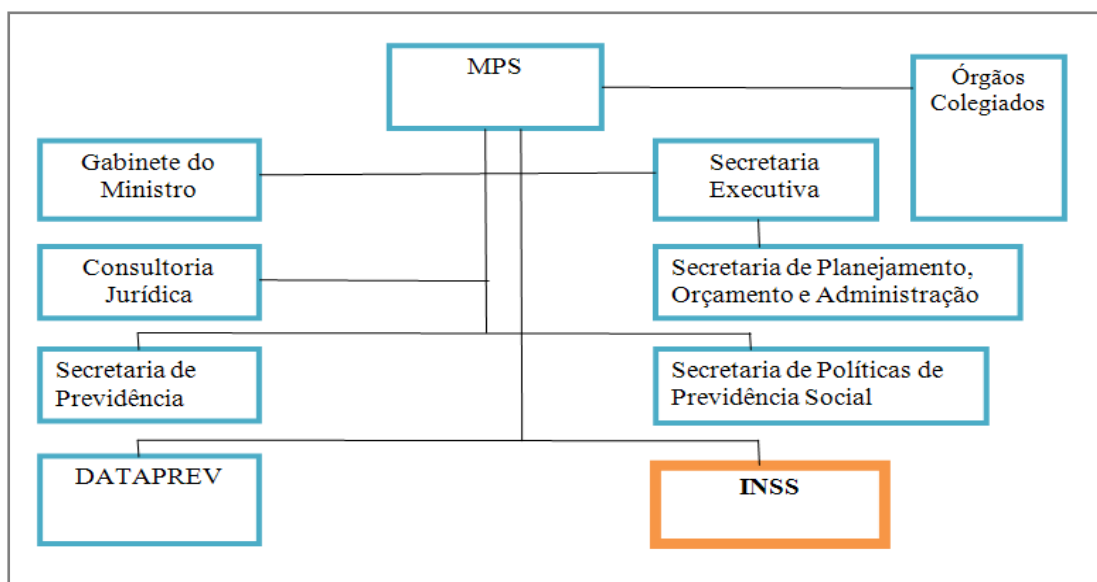 MPS
Órgãos
Colegiados
Gabinete do
Ministro
Secretaria
Executiva
Consultoria
Jurídica
Secretaria de Planejamento,
Orçamento e Administração
Secretaria de
Previdência
Secretaria de Políticas de
Previdência Social
DATAPREV
INSS